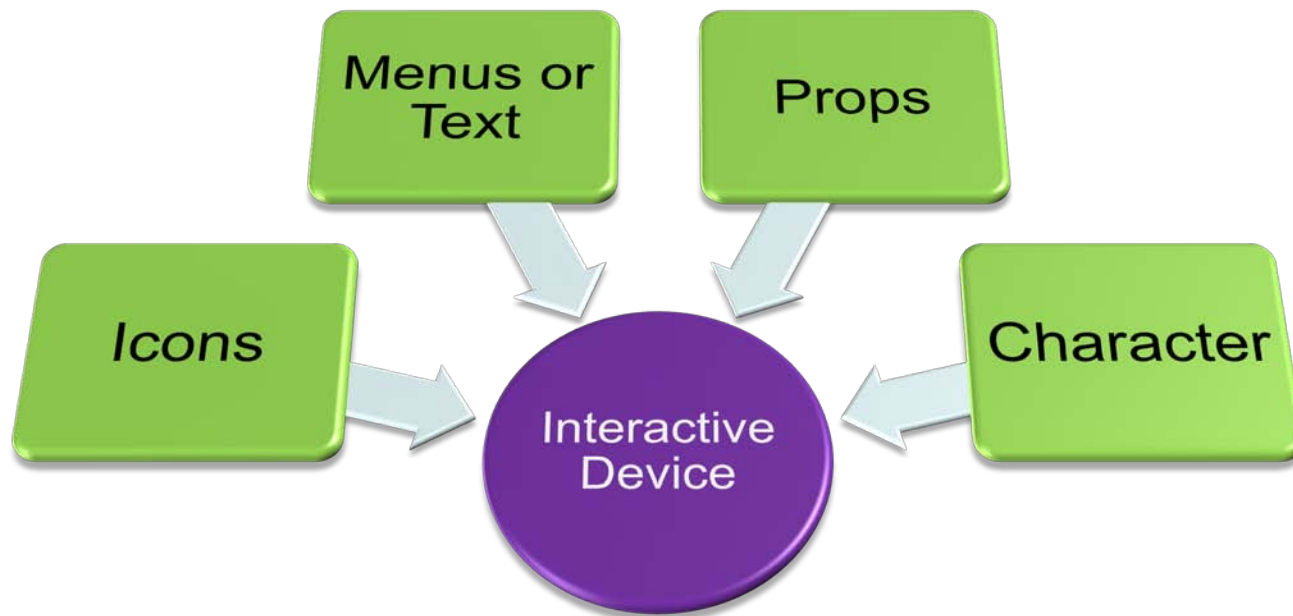 Menus or
Text
Props
Icons
Character
Interactive
Device